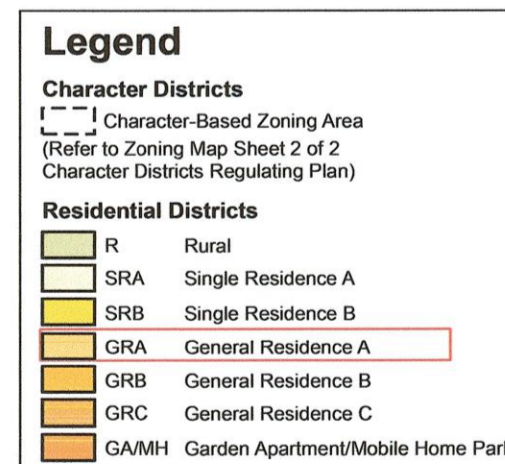 Legend
Character Districts
Character-Based Zoning Area
(Refer to Zoning Map Sheet 2 of 2
Character Districts Regulating Plan)
Residential Districts
R Rural
SRA Single Residence A
SRB Single Residence B
GRA General Residence A
GRB General Residence B
GRC General Residence C
GA/MH Garden Apartment/Mobile Home Park